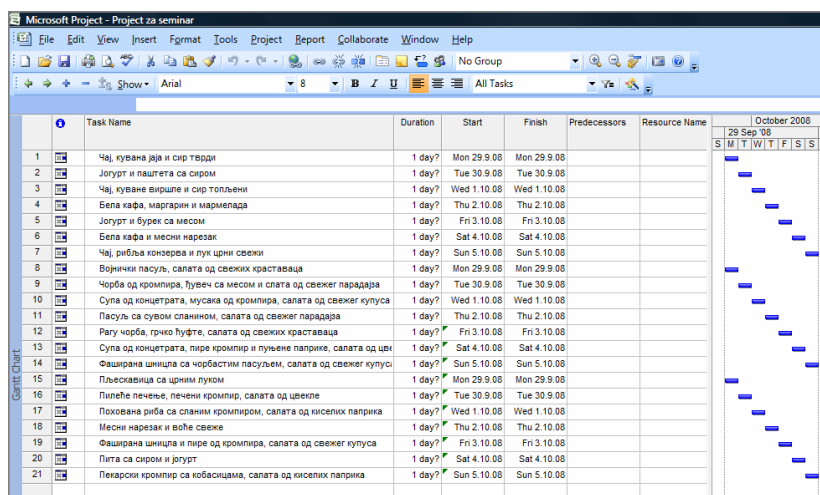 Microsoft Project - Project za seminar
File Edit View Insert Format Tools Project Report Collaborate Window Help
No Group
Show Arial 8 B I U All Tasks
Task Name Duration Start Finish Predecessors Resource Name October 2008
29 Sep '08
S M T W T F S S
1 Чај, кувана јаја и сир тврди 1 day? Mon 29.9.08 Mon 29.9.08
2 Јогурт и паштета са сиром 1 day? Tue 30.9.08 Tue 30.9.08
3 Чај, куване виршле и сир топљени 1 day? Wed 1.10.08 Wed 1.10.08
4 Бела кафа, маргарин и мармелада 1 day? Thu 2.10.08 Thu 2.10.08
5 Јогурт и бурек са месом 1 day? Fri 3.10.08 Fri 3.10.08
6 Бела кафа и месни нарезак 1 day? Sat 4.10.08 Sat 4.10.08
7 Чај, рибља конзерва и лук црни свежи 1 day? Sun 5.10.08 Sun 5.10.08
8 Војнички пасуљ, салата од свежих краставаца 1 day? Mon 29.9.08 Mon 29.9.08
9 Чорба од кромпира, ђувеч са месом и слата од свежег парадајза 1 day? Tue 30.9.08 Tue 30.9.08
10 Супа од концетрата, мусака од кромпира, салата од свежег купуса 1 day? Wed 1.10.08 Wed 1.10.08
11 Пасуљ са сувом сланином, салата од свежег парадајза 1 day? Thu 2.10.08 Thu 2.10.08
12 Рагу чорба, грчко ћуфте, салата од свежих краставаца 1 day? Fri 3.10.08 Fri 3.10.08
13 Супа од концетрата, пире кромпир и пуњене паприке, салата од цве 1 day? Sat 4.10.08 Sat 4.10.08
14 Фаширана шницла са чорбастим пасуљем, салата од свежег купус 1 day? Sun 5.10.08 Sun 5.10.08
15 Пљескавица са црним луком 1 day? Mon 29.9.08 Mon 29.9.08
16 Пилеће печење, печени кромпир, салата од цвекле 1 day? Tue 30.9.08 Tue 30.9.08
17 Похована риба са сланим кромпиром, салата од киселих паприка 1 day? Wed 1.10.08 Wed 1.10.08
18 Месни нарезак и воће свеже 1 day? Thu 2.10.08 Thu 2.10.08
19 Фаширана шницла и пире од кромпира, салата од свежег купуса 1 day? Fri 3.10.08 Fri 3.10.08
20 Пита са сиром и јогурт 1 day? Sat 4.10.08 Sat 4.10.08
21 Пекарски кромпир са кобасицама, салата од киселих паприка 1 day? Sun 5.10.08 Sun 5.10.08
Gantt Chart